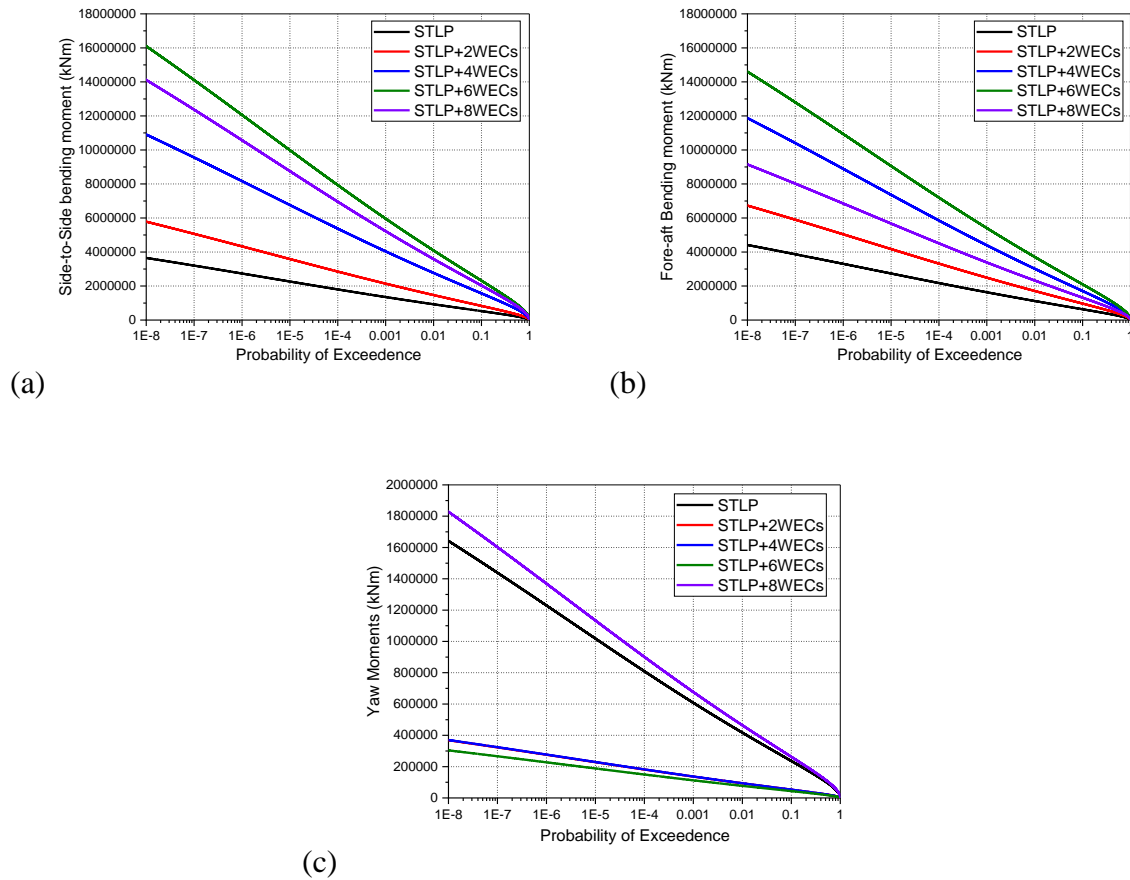 18000000
16000000
14000000
12000000
10000000
8000000
6000000
4000000
2000000
0
Side-to-Side bending moment (kNm)
STLP
STLP+2WECs
STLP+4WECs
STLP+6WECs
STLP+8WECs
1E-8 1E-7 1E-6 1E-5 1E-4 0.001 0.01 0.1 1
Probability of Exceedence
(a)
18000000
16000000
14000000
12000000
10000000
8000000
6000000
4000000
2000000
0
Fore-aft Bending moment (kNm)
STLP
STLP+2WECs
STLP+4WECs
STLP+6WECs
STLP+8WECs
1E-8 1E-7 1E-6 1E-5 1E-4 0.001 0.01 0.1 1
Probability of Exceedence
(b)
2000000
1800000
1600000
1400000
1200000
1000000
800000
600000
400000
200000
0
Yaw Moments (kNm)
STLP
STLP+2WECs
STLP+4WECs
STLP+6WECs
STLP+8WECs
1E-8 1E-7 1E-6 1E-5 1E-4 0.001 0.01 0.1 1
Probability of Exceedence
(c)